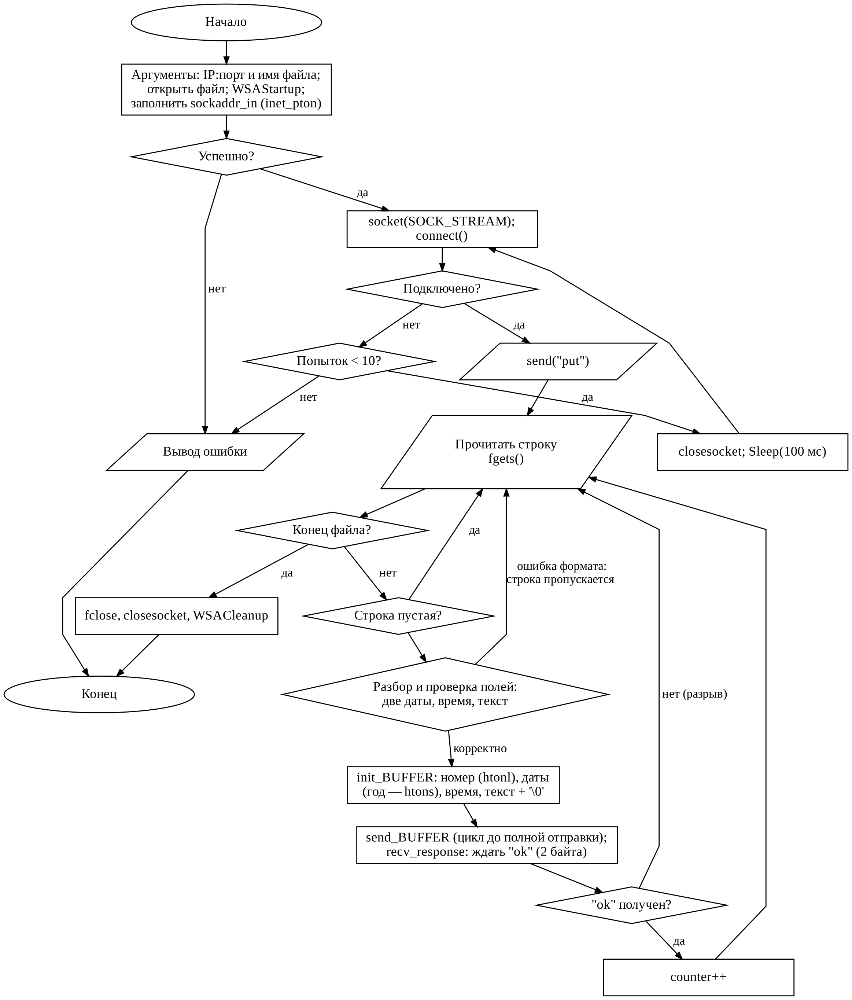 Начало
Аргументы: IP:порт и имя файла;
открыть файл; WSAStartup;
заполнить sockaddr_in (inet_pton)
Успешно?
да
socket(SOCK_STREAM);
connect()
нет
Подключено?
нет
да
Попыток < 10?
send("put")
нет
да
Вывод ошибки
Прочитать строку
fgets()
closesocket; Sleep(100 мс)
Конец файла?
да
ошибка формата:
строка пропускается
да
нет
fclose, closesocket, WSACleanup
Строка пустая?
Конец
Разбор и проверка полей:
две даты, время, текст
нет (разрыв)
корректно
init_BUFFER: номер (htonl), даты
(год — htons), время, текст + '\0'
send_BUFFER (цикл до полной отправки);
recv_response: ждать "ok" (2 байта)
"ok" получен?
да
counter++